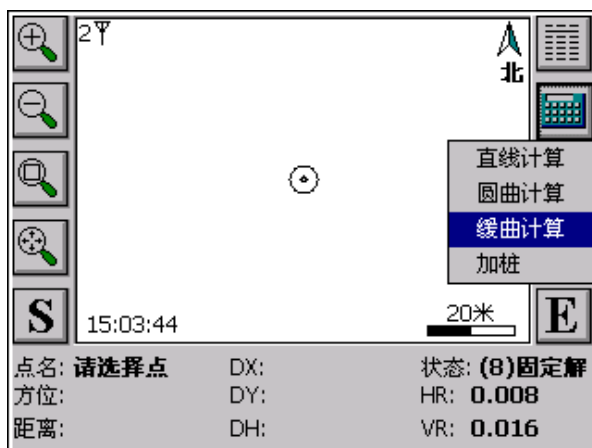 2
北
直线计算
圆曲计算
缓曲计算
加桩
S
15:03:44
20米
E
点名: 请选择点 DX: 状态: (8)固定解
方位: DY: HR: 0.008
距离: DH: VR: 0.016